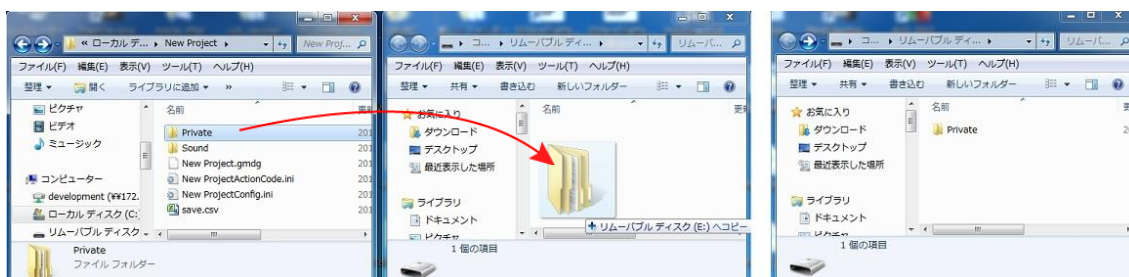 « ローカル デ... ▸ New Project ▸
New Proj...
ファイル(F) 編集(E) 表示(V) ツール(T) ヘルプ(H)
整理 ▾ 開く ライブラリに追加 ▾ »
ピクチャ
ビデオ
ミュージック
コンピューター
development (¥¥172.
ローカル ディスク (C:
リムーバブル ディスク
名前
Private
Sound
New Project.gmdg
New ProjectActionCode.ini
New ProjectConfig.ini
save.csv
Private
ファイル フォルダー
▸ コ... ▸ リムーバブル ディ... ▸
リムーバ...
ファイル(F) 編集(E) 表示(V) ツール(T) ヘルプ(H)
整理 ▾ 共有 ▾ 書き込む 新しいフォルダー
お気に入り
ダウンロード
デスクトップ
最近表示した場所
ライブラリ
ドキュメント
ピクチャ
名前
リムーバブル ディスク (E:) へコピー
1 個の項目
▸ コ... ▸ リムーバブル ディ... ▸
リムーバ...
ファイル(F) 編集(E) 表示(V) ツール(T) ヘルプ(H)
整理 ▾ 共有 ▾ 書き込む 新しいフォルダー
お気に入り
ダウンロード
デスクトップ
最近表示した場所
ライブラリ
ドキュメント
ピクチャ
名前
Private
1 個の項目